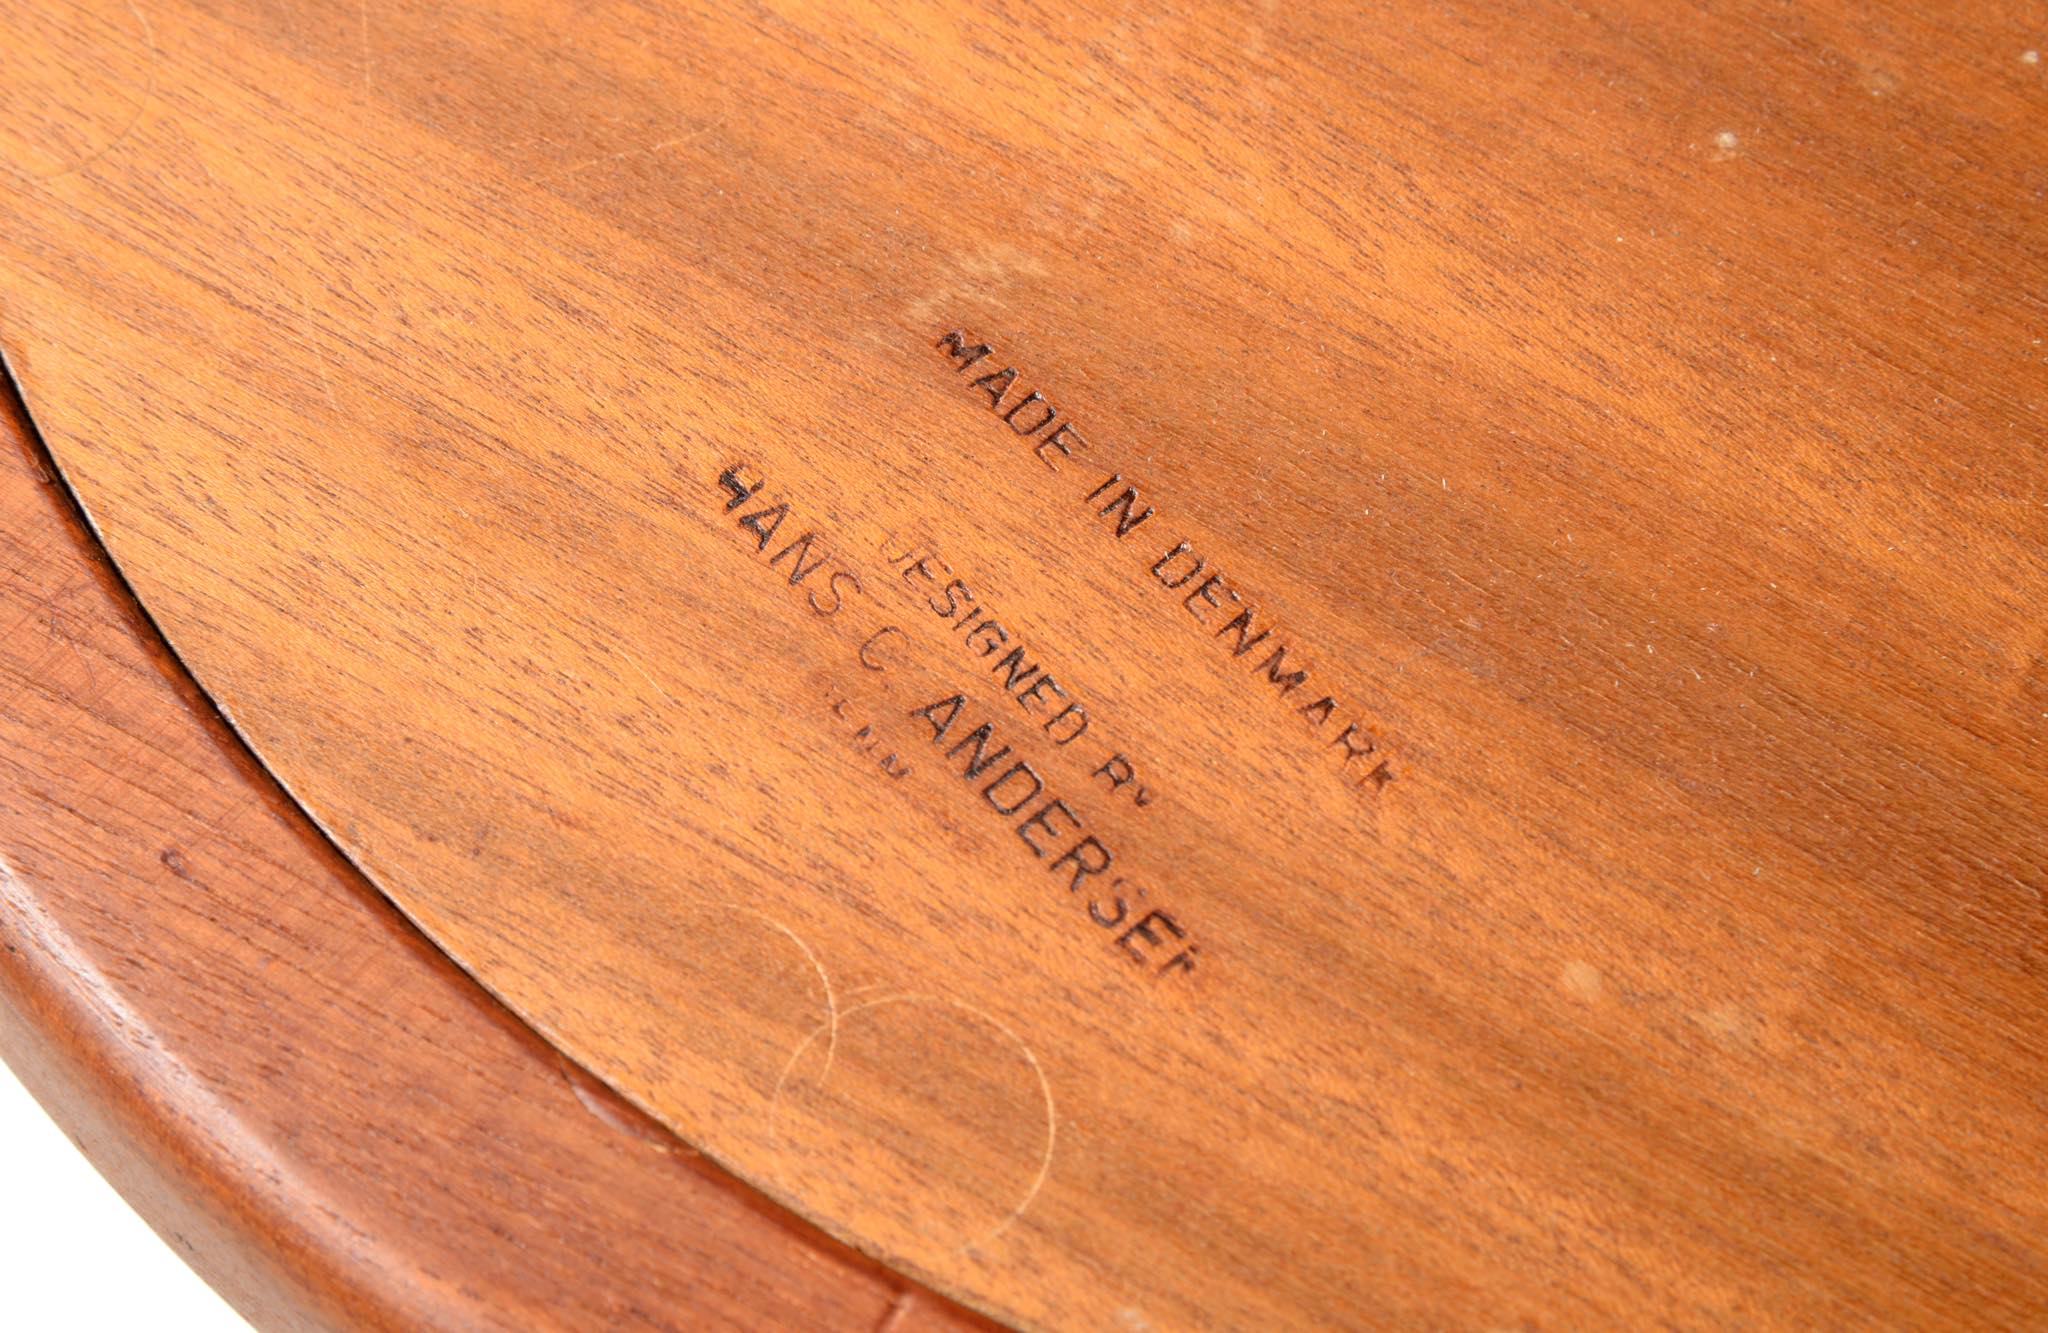 MADE IN DENMARK
DESIGNED BY
HANS C. ANDERSEN